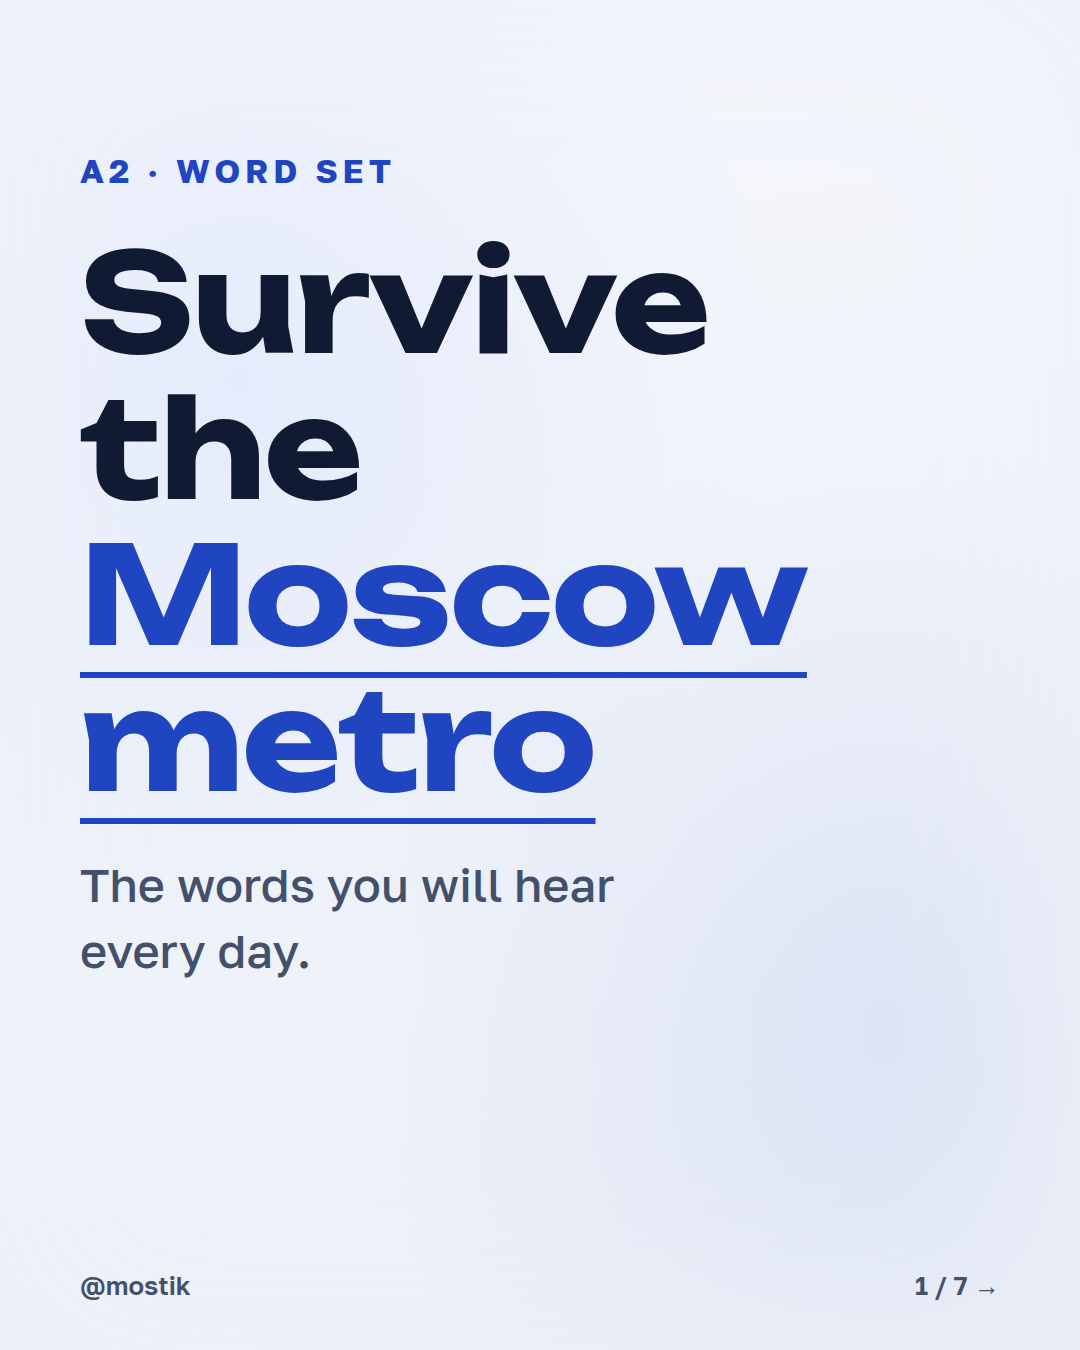 A2 · WORD SET
Survive
the
Moscow
metro
The words you will hear
every day.
@mostik
1 / 7 →